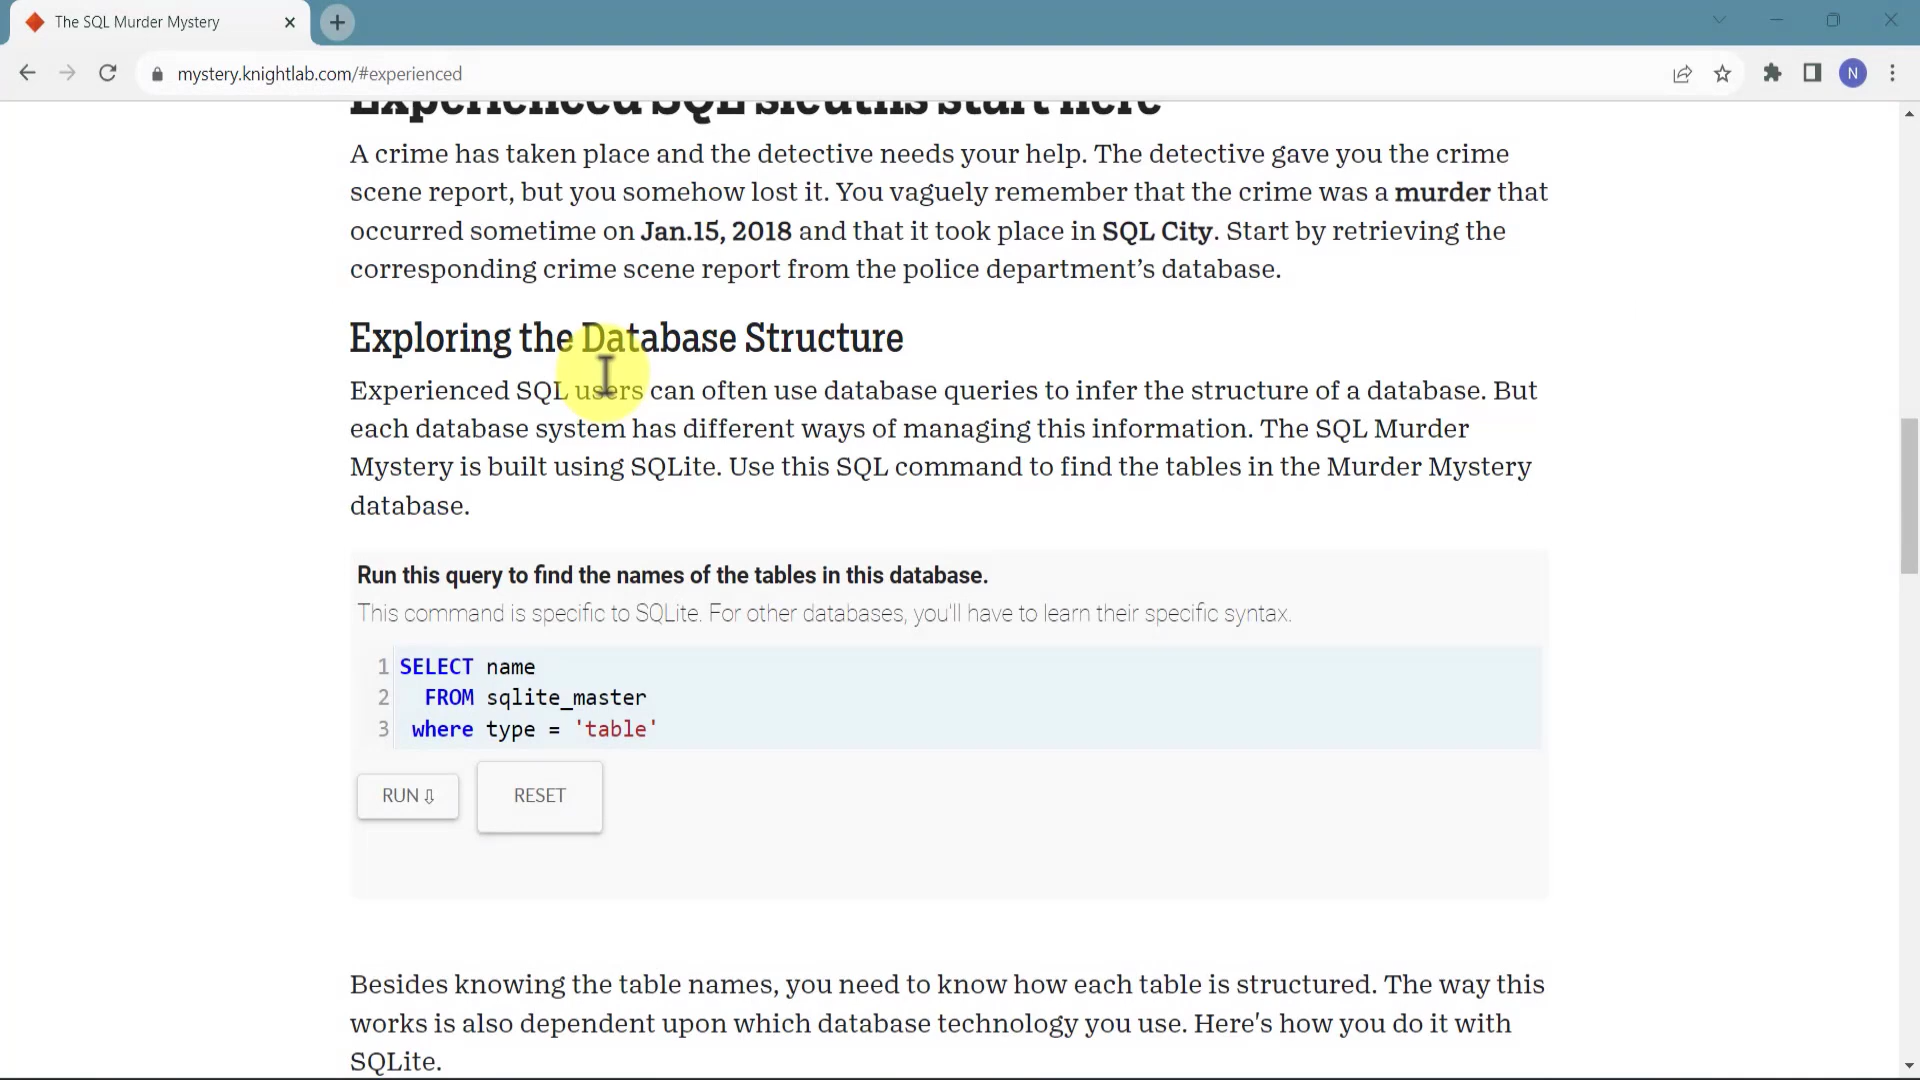 The SQL Murder Mystery
mystery.knightlab.com/#experienced
N
Experienced SQL sleuths start here
A crime has taken place and the detective needs your help. The detective gave you the crime
scene report, but you somehow lost it. You vaguely remember that the crime was a murder that
occurred sometime on Jan.15, 2018 and that it took place in SQL City. Start by retrieving the
corresponding crime scene report from the police department’s database.
Exploring the Database Structure
Experienced SQL users can often use database queries to infer the structure of a database. But
each database system has different ways of managing this information. The SQL Murder
Mystery is built using SQLite. Use this SQL command to find the tables in the Murder Mystery
database.
Run this query to find the names of the tables in this database.
This command is specific to SQLite. For other databases, you'll have to learn their specific syntax.
1 SELECT name
2 FROM sqlite_master
3 where type = 'table'
RUN ⇩ RESET
Besides knowing the table names, you need to know how each table is structured. The way this
works is also dependent upon which database technology you use. Here's how you do it with
SQLite.